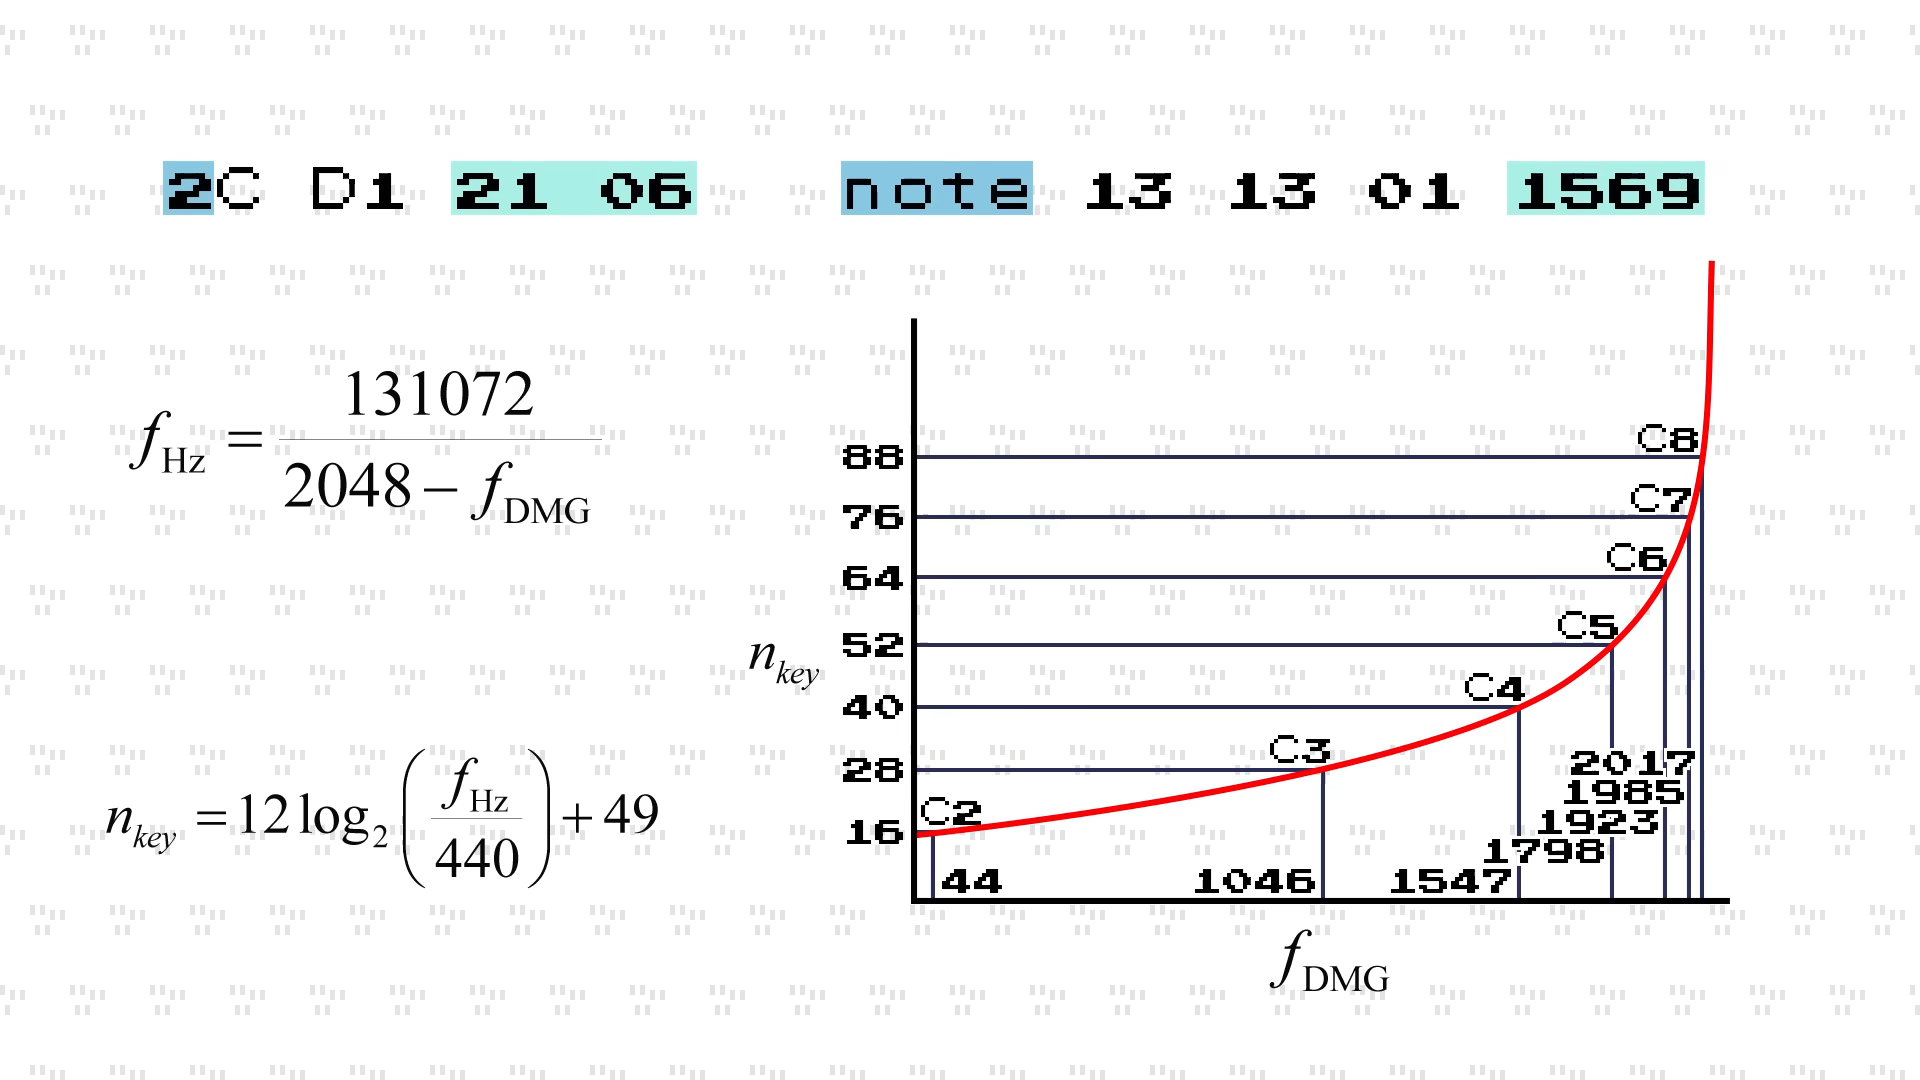 2C D1 21 06 note 13 13 01 1569
f_Hz = 131072 / (2048 − f_DMG)
n_key = 12 log₂ (f_Hz / 440) + 49
n_key
88
76
64
52
40
28
16
C8
C7
C6
C5
C4
C3
C2
2017
1985
1923
1798
44 1046 1547
f_DMG